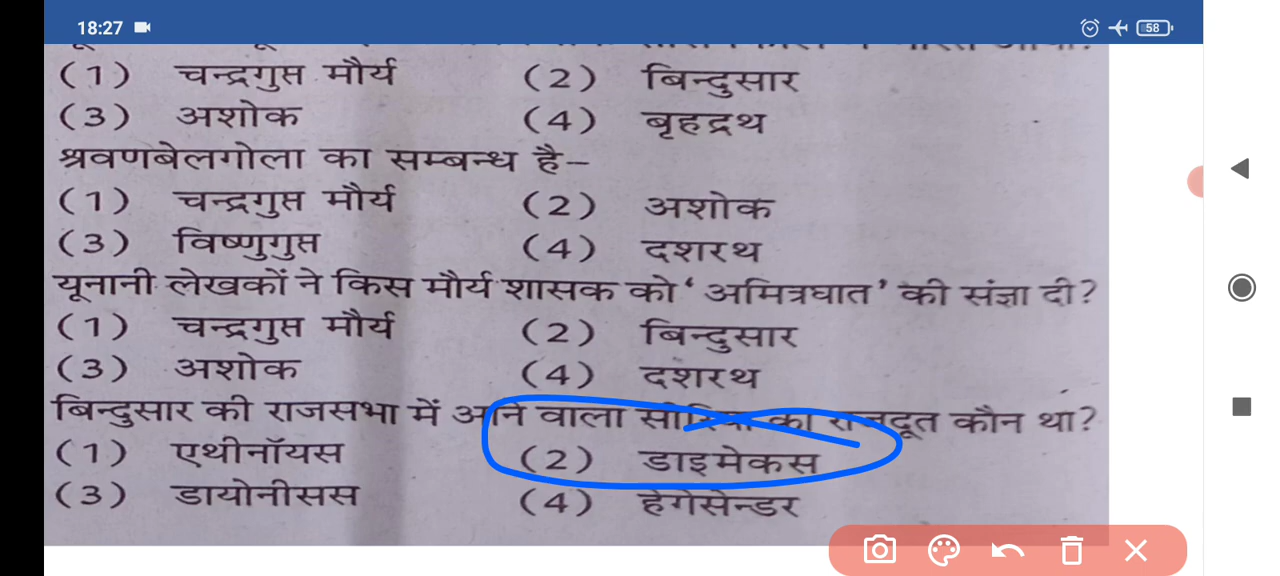 18:27
58
(1) चन्द्रगुप्त मौर्य (2) बिन्दुसार
(3) अशोक (4) बृहद्रथ
श्रवणबेलगोला का सम्बन्ध है–
(1) चन्द्रगुप्त मौर्य (2) अशोक
(3) विष्णुगुप्त (4) दशरथ
यूनानी लेखकों ने किस मौर्य शासक को ‘अमित्रघात’ की संज्ञा दी?
(1) चन्द्रगुप्त मौर्य (2) बिन्दुसार
(3) अशोक (4) दशरथ
बिन्दुसार की राजसभा में आने वाला सीरिया का राजदूत कौन था?
(1) एथीनॉयस (2) डाइमेकस
(3) डायोनीसस (4) हेगेसेन्डर